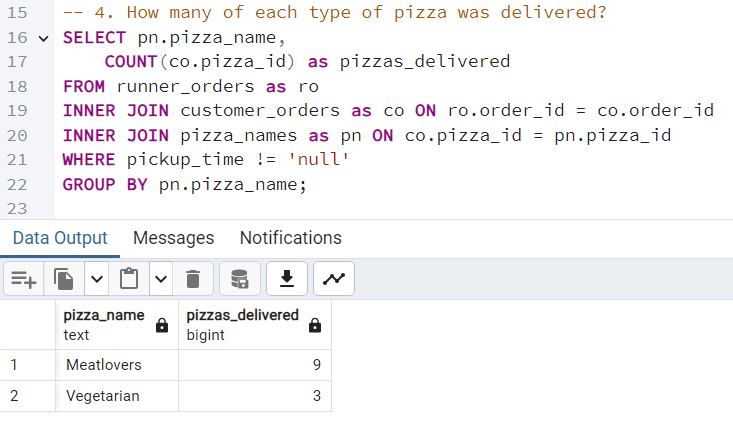 15 -- 4. How many of each type of pizza was delivered?
16 SELECT pn.pizza_name,
17 COUNT(co.pizza_id) as pizzas_delivered
18 FROM runner_orders as ro
19 INNER JOIN customer_orders as co ON ro.order_id = co.order_id
20 INNER JOIN pizza_names as pn ON co.pizza_id = pn.pizza_id
21 WHERE pickup_time != 'null'
22 GROUP BY pn.pizza_name;
23
Data Output Messages Notifications
pizza_name pizzas_delivered
text bigint
1 Meatlovers 9
2 Vegetarian 3